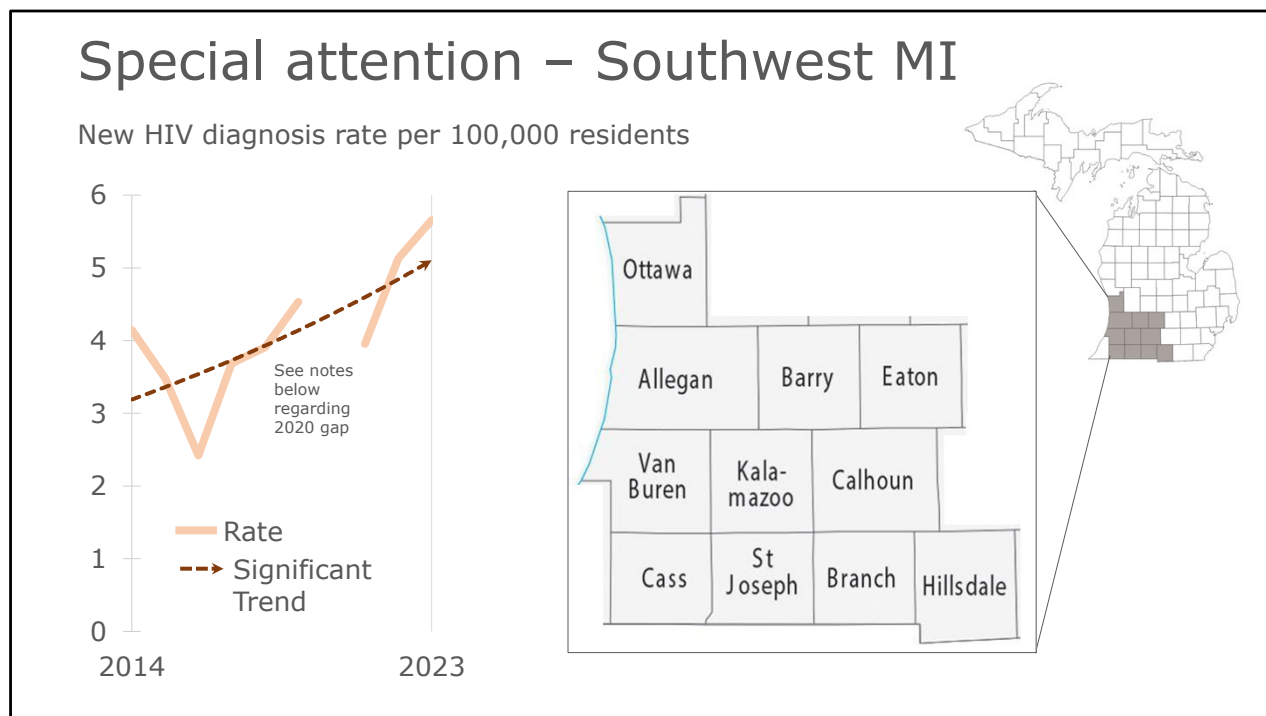 Special attention – Southwest MI
New HIV diagnosis rate per 100,000 residents
6
5
4
3
2
1
0
2014
2023
See notes
below
regarding
2020 gap
Rate
Significant
Trend
Ottawa
Allegan
Barry
Eaton
Van
Buren
Kala-
mazoo
Calhoun
Cass
St
Joseph
Branch
Hillsdale